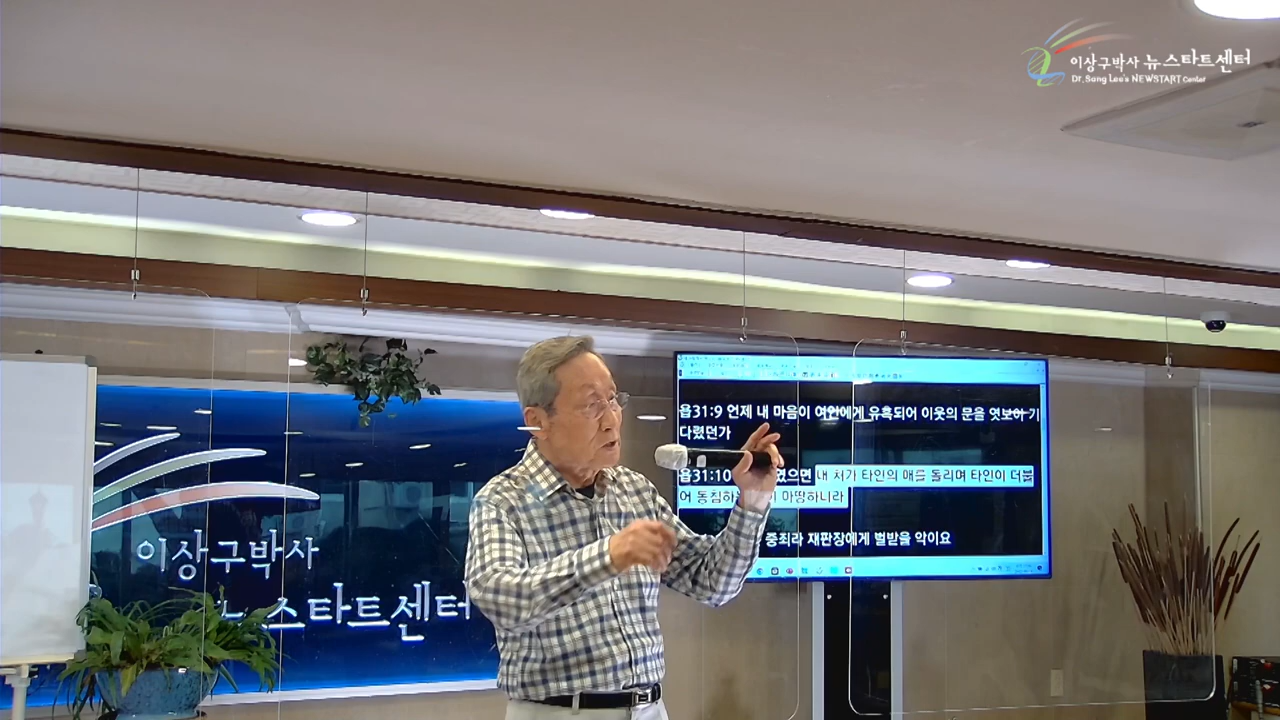 이상구박사 뉴스타트센터
Dr. Sang Lee's NEWSTART Center
욥31:9 언제 내 마음이 여인에게 유혹되어 이웃의 문을 엿보아 기
다렸던가
욥31:10 였으면 내 처가 타인의 매를 돌리며 타인이 더불
어 동침하 마땅하니라
중죄라 재판장에게 벌받을 악이요
이상구박사
뉴스타트센터